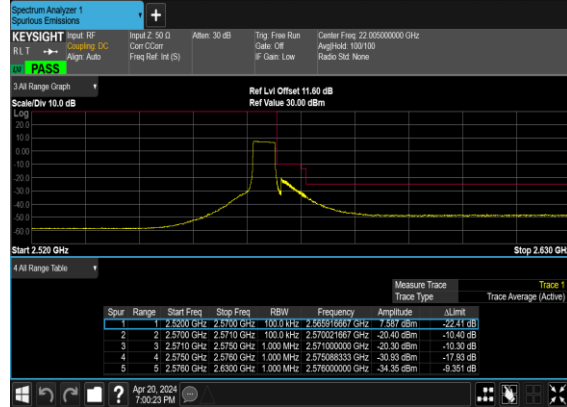 Spectrum Analyzer 1
Spurious Emissions
+
KEYSIGHT Input: RF Input Z: 50 Ω Atten: 30 dB Trig: Free Run Center Freq: 22.005000000 GHz
RLT Coupling: DC Corr CCorr Gate: Off Avg|Hold: 100/100
Align: Auto Freq Ref: Int (S) IF Gain: Low Radio Std: None
PASS
3 All Range Graph
Ref Lvl Offset 11.60 dB
Scale/Div 10.0 dB Ref Value 30.00 dBm
Log
20.0
10.0
0.00
-10.0
-20.0
-30.0
-40.0
-50.0
-60.0
Start 2.520 GHz Stop 2.630 GHz
4 All Range Table
Measure Trace Trace 1
Trace Type Trace Average (Active)
Spur Range Start Freq Stop Freq RBW Frequency Amplitude ΔLimit
1 1 2.5200 GHz 2.5700 GHz 100.0 kHz 2.565916667 GHz 7.587 dBm -22.41 dB
2 2 2.5700 GHz 2.5710 GHz 100.0 kHz 2.570021667 GHz -20.40 dBm -10.40 dB
3 3 2.5710 GHz 2.5750 GHz 1.000 MHz 2.571000000 GHz -20.30 dBm -10.30 dB
4 4 2.5750 GHz 2.5760 GHz 1.000 MHz 2.575088333 GHz -30.93 dBm -17.93 dB
5 5 2.5760 GHz 2.6300 GHz 1.000 MHz 2.576000000 GHz -34.35 dBm -9.351 dB
? Apr 20, 2024
7:00:23 PM